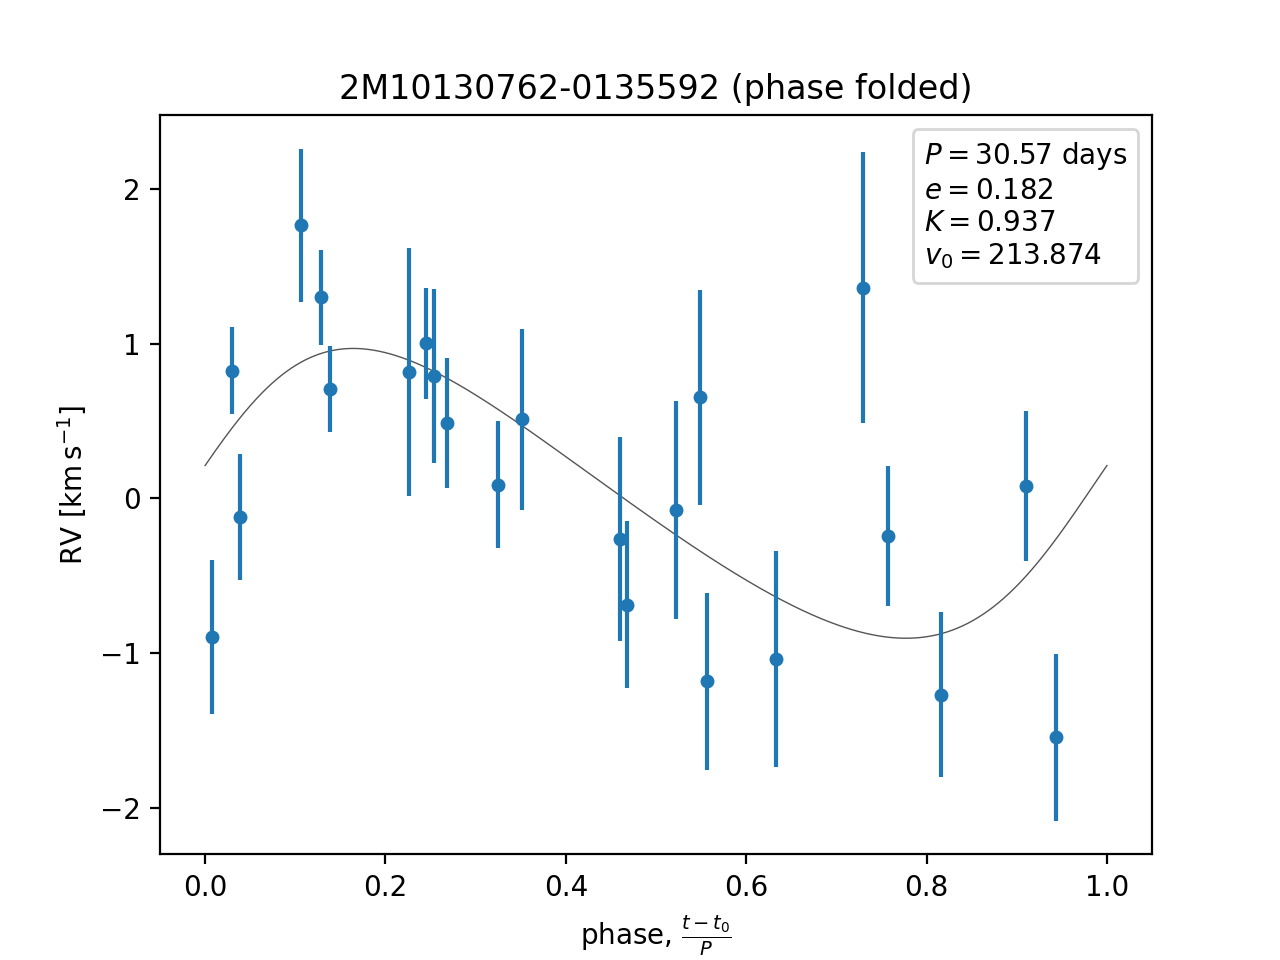 2M10130762-0135592 (phase folded)
P = 30.57 days
e = 0.182
K = 0.937
v₀ = 213.874
2
1
0
−1
−2
RV [km s⁻¹]
0.0 0.2 0.4 0.6 0.8 1.0
phase, (t − t₀)/P